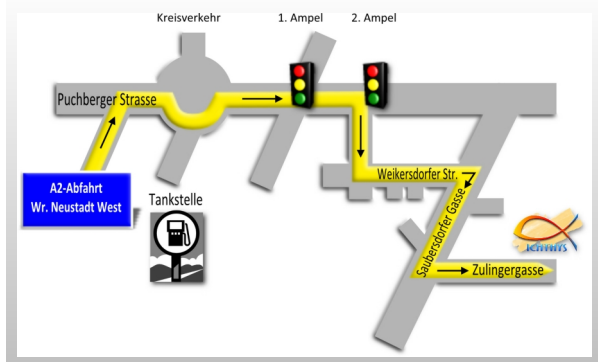 Kreisverkehr
1. Ampel
2. Ampel
Puchberger Strasse
A2-Abfahrt
Wr. Neustadt West
Tankstelle
Weikersdorfer Str.
Saubersdorfer Gasse
Zulingergasse